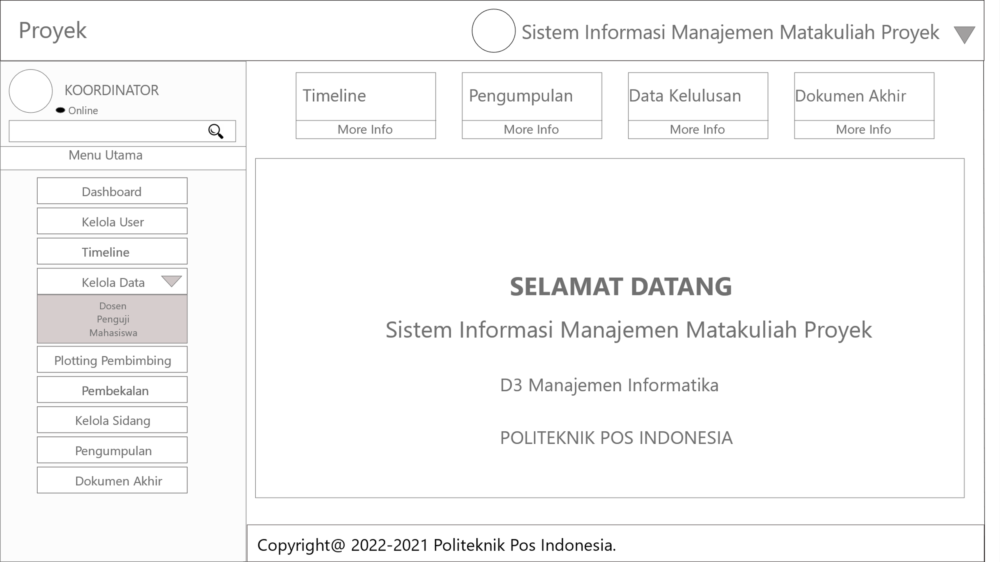 Proyek
Sistem Informasi Manajemen Matakuliah Proyek
KOORDINATOR
Online
Menu Utama
Dashboard
Kelola User
Timeline
Kelola Data
Dosen
Penguji
Mahasiswa
Plotting Pembimbing
Pembekalan
Kelola Sidang
Pengumpulan
Dokumen Akhir
Timeline
More Info
Pengumpulan
More Info
Data Kelulusan
More Info
Dokumen Akhir
More Info
SELAMAT DATANG
Sistem Informasi Manajemen Matakuliah Proyek
D3 Manajemen Informatika
POLITEKNIK POS INDONESIA
Copyright@ 2022-2021 Politeknik Pos Indonesia.